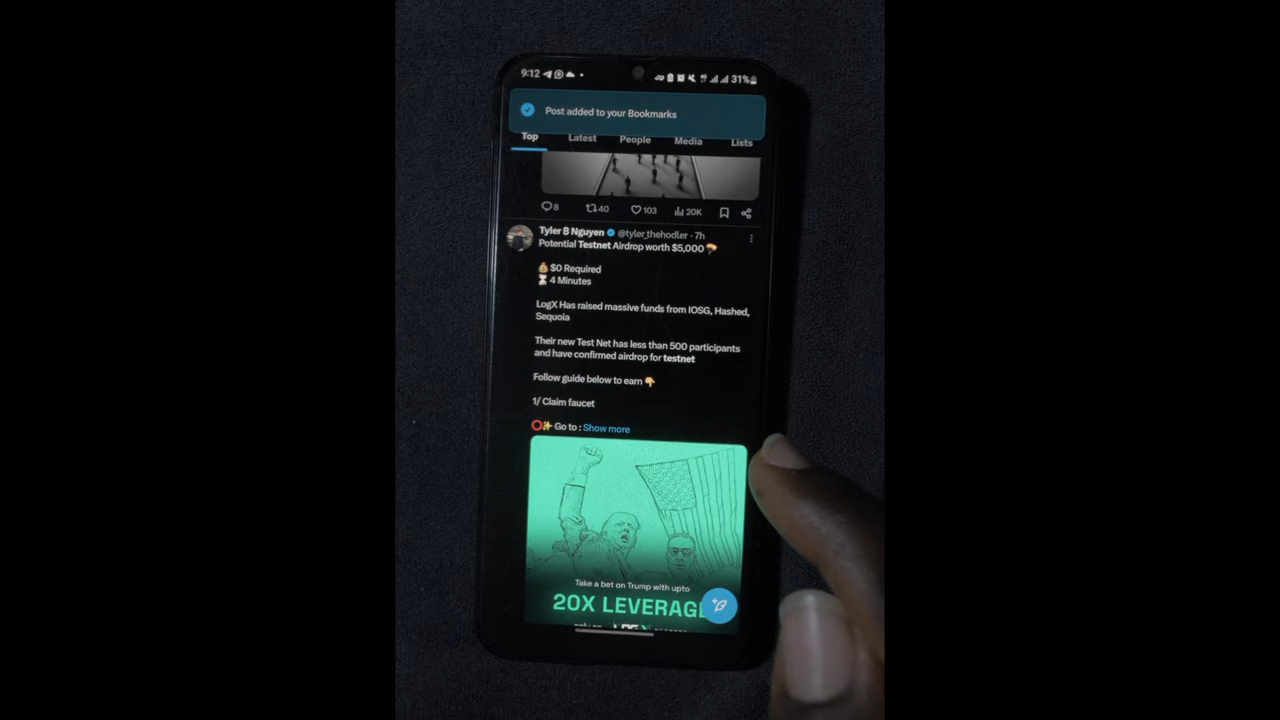 9:12
31%
Post added to your Bookmarks
Top Latest People Media Lists
8 40 103 20K
Tyler B Nguyen @tyler_thehodler · 7h
Potential Testnet Airdrop worth $5,000
$0 Required
4 Minutes
LogX Has raised massive funds from IOSG, Hashed,
Sequoia
Their new Test Net has less than 500 participants
and have confirmed airdrop for testnet
Follow guide below to earn
1/ Claim faucet
Go to : Show more
Take a bet on Trump with upto
20X LEVERAGE